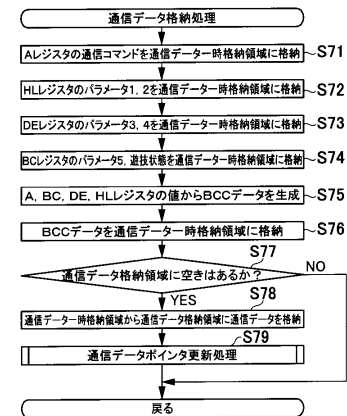 通信データ格納処理
Aレジスタの通信コマンドを通信データ一時格納領域に格納 S71
HLレジスタのパラメータ1, 2を通信データ一時格納領域に格納 S72
DEレジスタのパラメータ3, 4を通信データ一時格納領域に格納 S73
BCレジスタのパラメータ5, 遊技状態を通信データ一時格納領域に格納 S74
A, BC, DE, HLレジスタの値からBCCデータを生成 S75
BCCデータを通信データ一時格納領域に格納 S76
S77
通信データ格納領域に空きはあるか? NO
YES S78
通信データ一時格納領域から通信データ格納領域に通信データを格納
S79
通信データポインタ更新処理
戻る